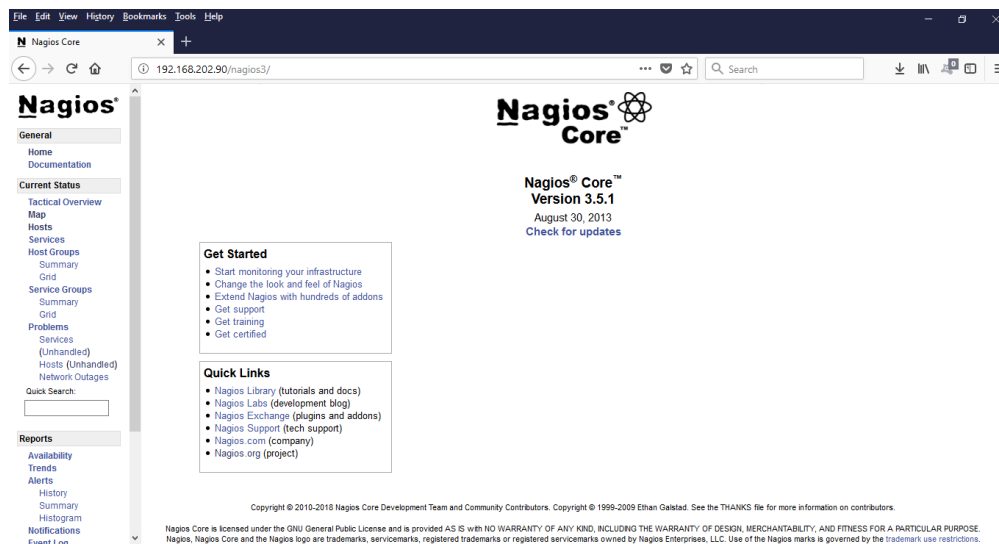 File Edit View History Bookmarks Tools Help
N Nagios Core
192.168.202.90/nagios3/
Search
0
Nagios®
General
Home
Documentation
Current Status
Tactical Overview
Map
Hosts
Services
Host Groups
Summary
Grid
Service Groups
Summary
Grid
Problems
Services
(Unhandled)
Hosts (Unhandled)
Network Outages
Quick Search:
Reports
Availability
Trends
Alerts
History
Summary
Histogram
Notifications
Event Log
Nagios®
Core™
Nagios® Core™
Version 3.5.1
August 30, 2013
Check for updates
Get Started
• Start monitoring your infrastructure
• Change the look and feel of Nagios
• Extend Nagios with hundreds of addons
• Get support
• Get training
• Get certified
Quick Links
• Nagios Library (tutorials and docs)
• Nagios Labs (development blog)
• Nagios Exchange (plugins and addons)
• Nagios Support (tech support)
• Nagios.com (company)
• Nagios.org (project)
Copyright © 2010-2018 Nagios Core Development Team and Community Contributors. Copyright © 1999-2009 Ethan Galstad. See the THANKS file for more information on contributors.
Nagios Core is licensed under the GNU General Public License and is provided AS IS with NO WARRANTY OF ANY KIND, INCLUDING THE WARRANTY OF DESIGN, MERCHANTABILITY, AND FITNESS FOR A PARTICULAR PURPOSE.
Nagios, Nagios Core and the Nagios logo are trademarks, servicemarks, registered trademarks or registered servicemarks owned by Nagios Enterprises, LLC. Use of the Nagios marks is governed by the trademark use restrictions.